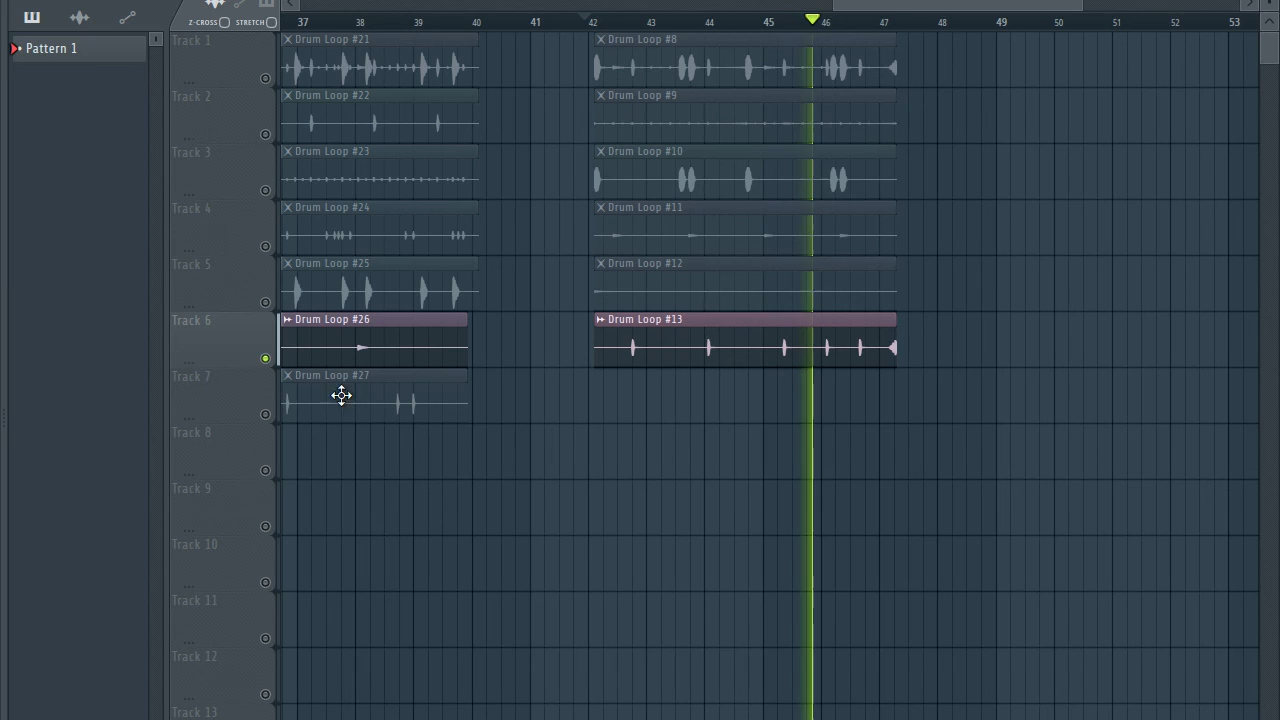 Z-CROSS STRETCH
37 38 39 40 41 42 43 44 45 46 47 48 49 50 51 52 53
Pattern 1
Track 1 Drum Loop #21 Drum Loop #8
Track 2 Drum Loop #22 Drum Loop #9
Track 3 Drum Loop #23 Drum Loop #10
Track 4 Drum Loop #24 Drum Loop #11
Track 5 Drum Loop #25 Drum Loop #12
Track 6 Drum Loop #26 Drum Loop #13
Track 7 Drum Loop #27
Track 8
Track 9
Track 10
Track 11
Track 12
Track 13